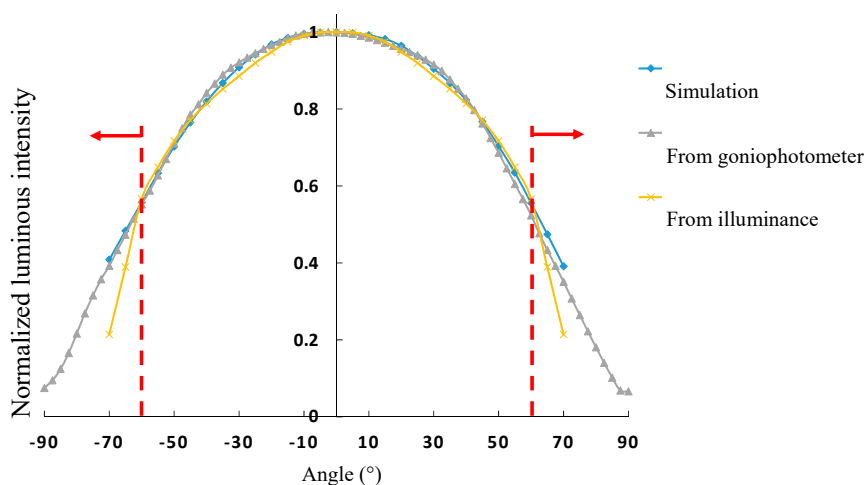 Normalized luminous intensity
1
0.8
0.6
0.4
0.2
0
-90 -70 -50 -30 -10 10 30 50 70 90
Angle (°)
Simulation
From goniophotometer
From illuminance